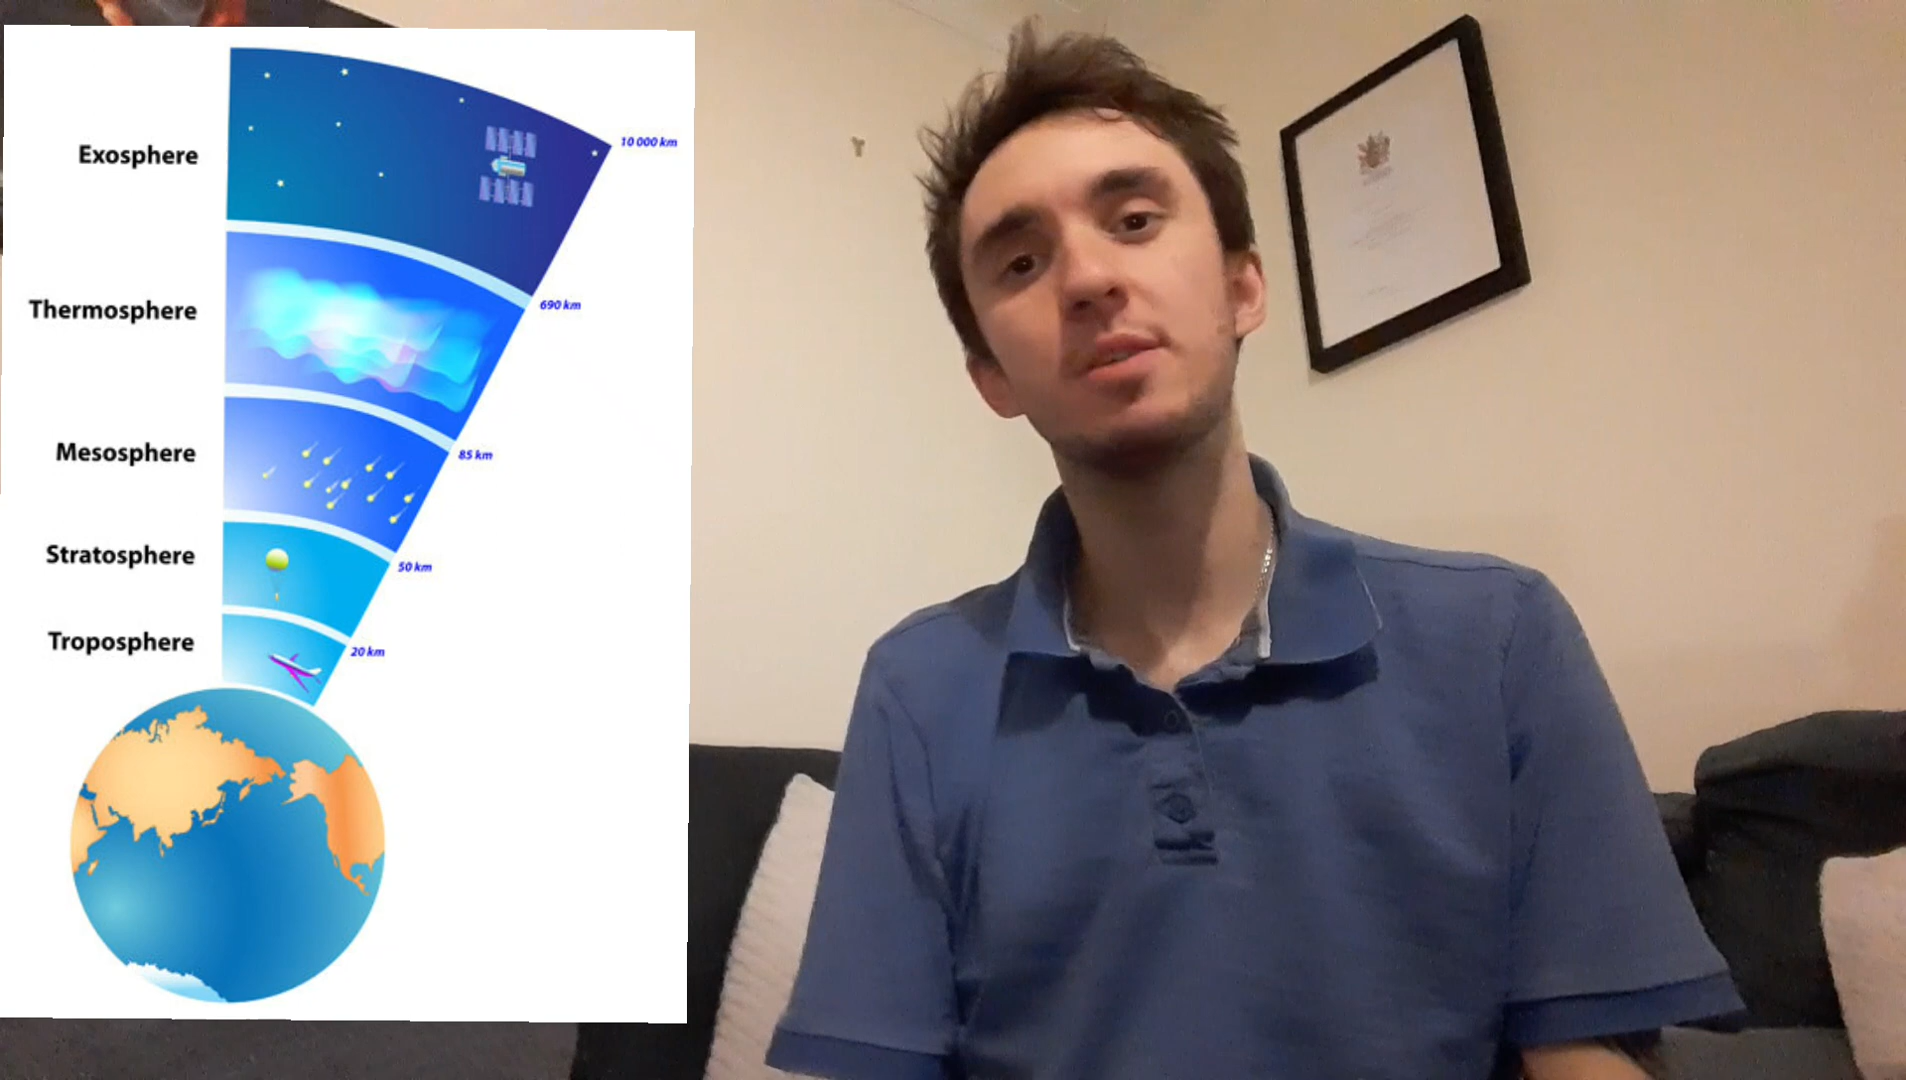 10 000 km
Exosphere
690 km
Thermosphere
Mesosphere
85 km
Stratosphere
50 km
Troposphere
20 km